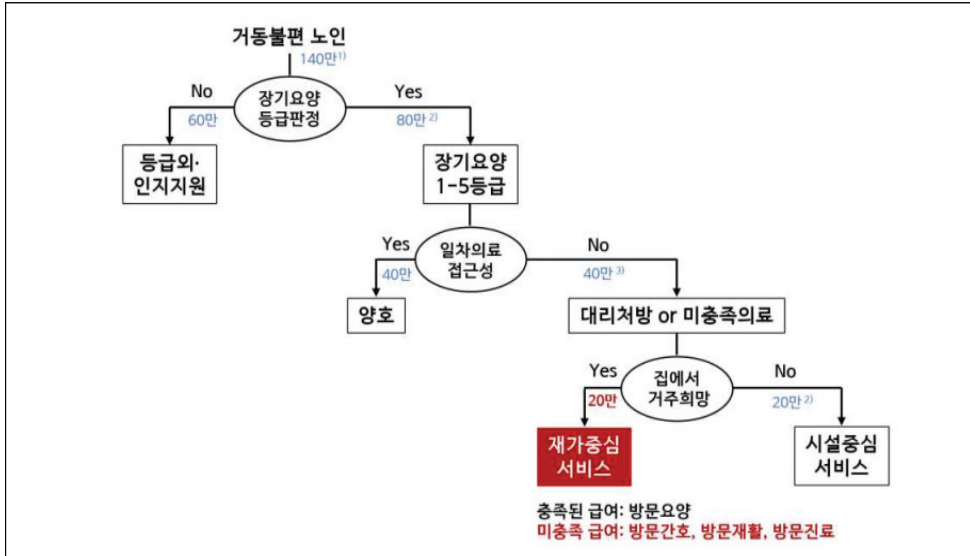 거동불편 노인
140만1)
No
장기요양
등급판정
Yes
60만
80만 2)
등급외·
인지지원
장기요양
1-5등급
Yes
일차의료
접근성
No
40만
40만 3)
양호
대리처방 or 미충족의료
Yes
집에서
거주희망
No
20만
20만 2)
재가중심
서비스
시설중심
서비스
충족된 급여: 방문요양
미충족 급여: 방문간호, 방문재활, 방문진료